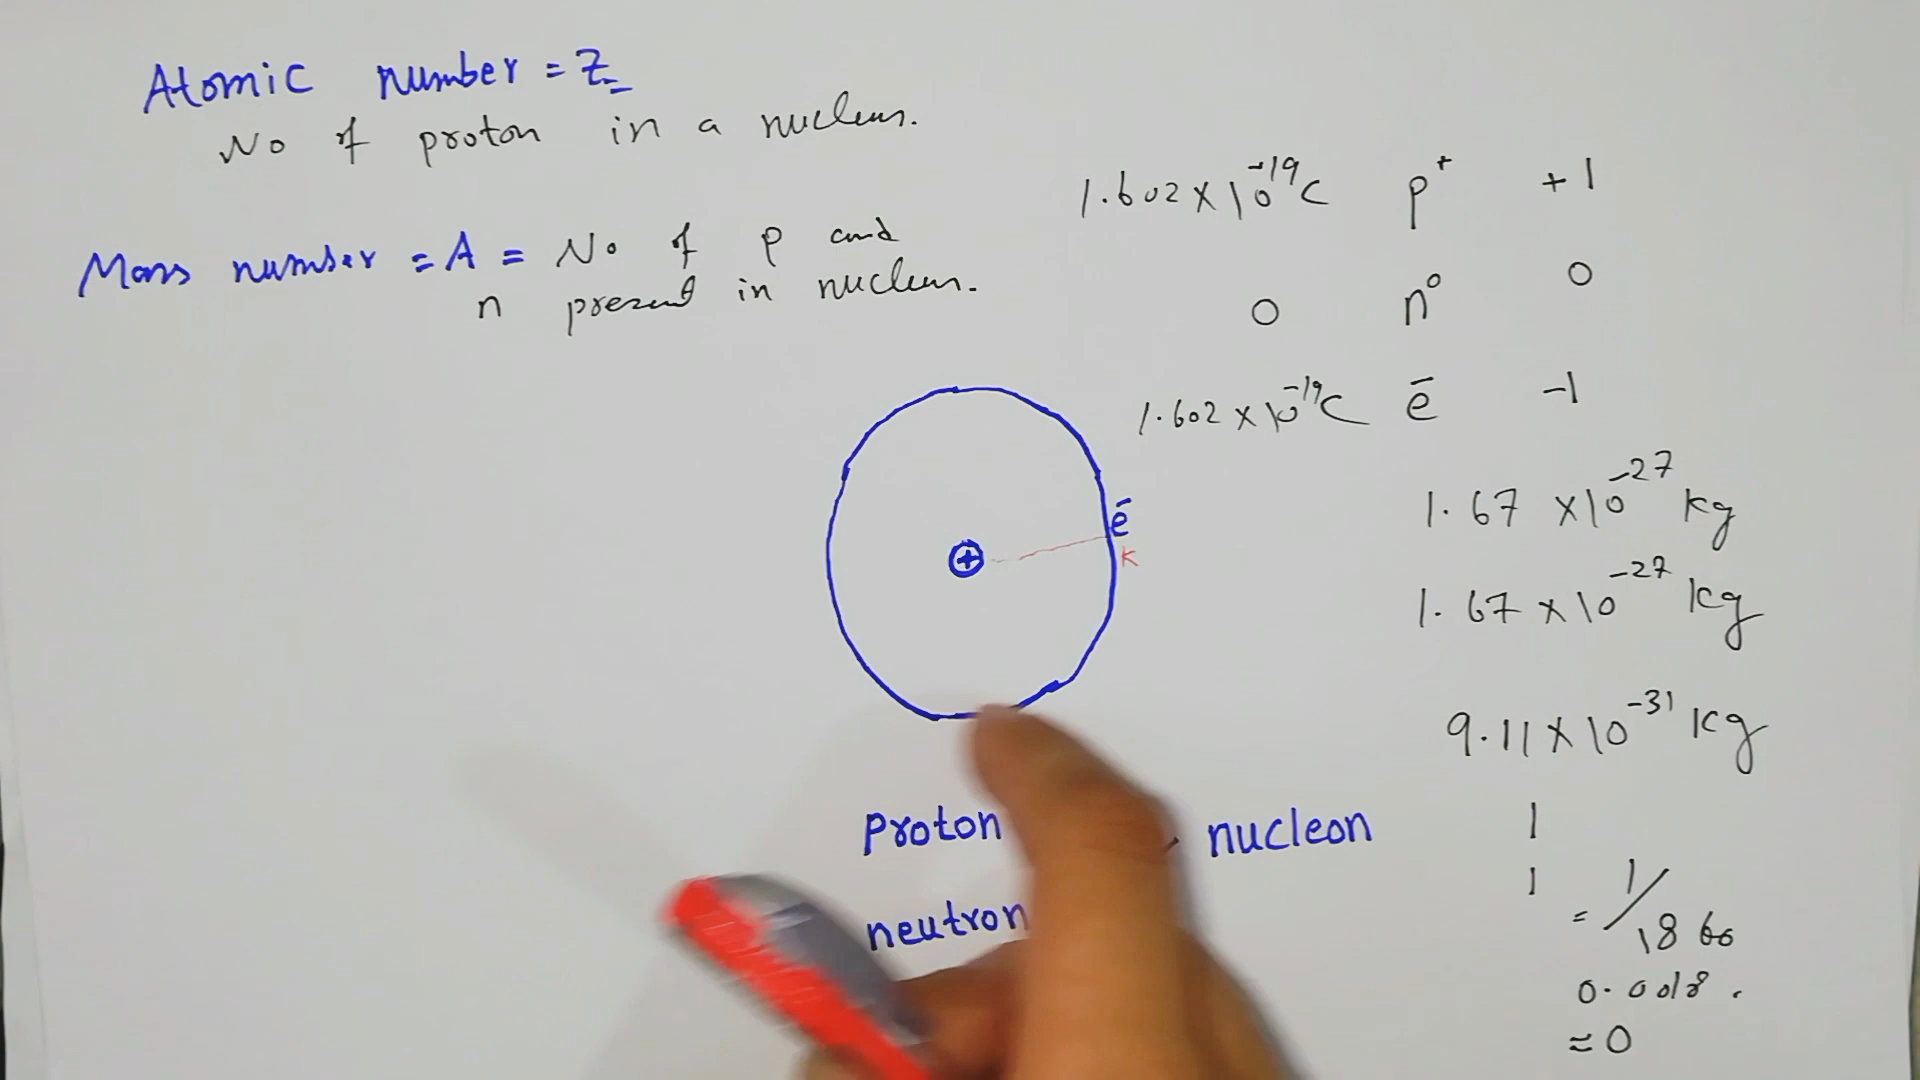 Atomic number = Z
No of proton in a nucleus.
Mass number = A = No of p and
n present in nucleus.
1.602 × 10⁻¹⁹ C p⁺ +1
0 n⁰ 0
1.602 × 10⁻¹⁹ C e⁻ -1
e⁻
K
+
1.67 × 10⁻²⁷ kg
1.67 × 10⁻²⁷ kg
9.11 × 10⁻³¹ kg
Proton nucleon
neutron
1
1
= 1/1860
0.0018.
≈ 0